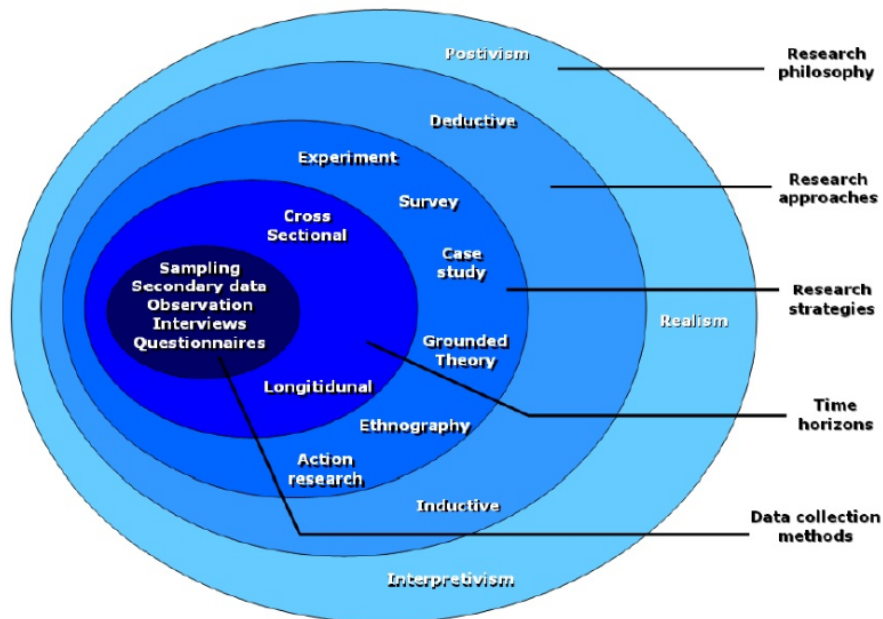 Postivism
Research
philosophy
Deductive
Experiment
Research
approaches
Survey
Cross
Sectional
Case
study
Sampling
Secondary data
Observation
Interviews
Questionnaires
Research
strategies
Realism
Grounded
Theory
Longitidunal
Time
horizons
Ethnography
Action
research
Inductive
Data collection
methods
Interpretivism